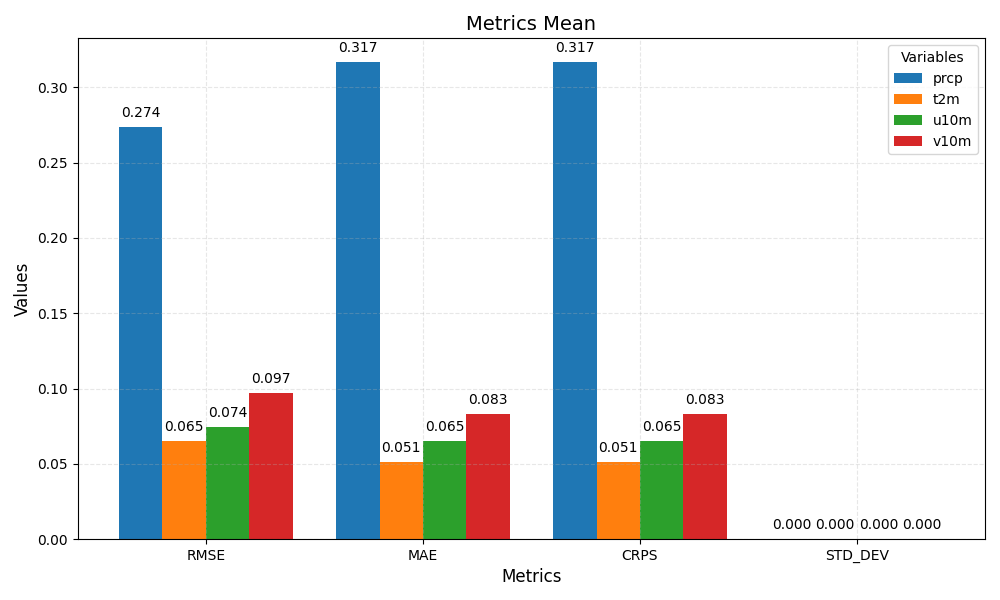 Metrics Mean
0.317 0.317
Variables
prcp
t2m
u10m
v10m
0.30
0.274
0.25
0.20
Values
0.15
0.10
0.097
0.083 0.083
0.074
0.065 0.065 0.065
0.05
0.051 0.051
0.000 0.000 0.000 0.000
0.00
RMSE MAE CRPS STD_DEV
Metrics